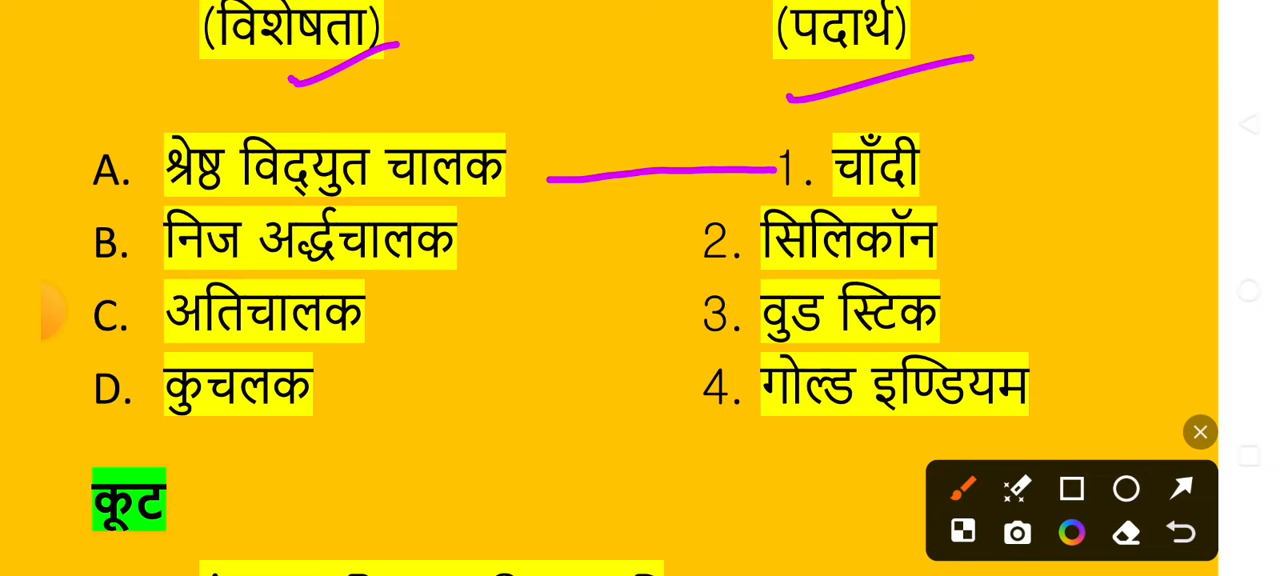 (विशेषता) (पदार्थ)
A. श्रेष्ठ विद्युत चालक 1. चाँदी
B. निज अर्द्धचालक 2. सिलिकॉन
C. अतिचालक 3. वुड स्टिक
D. कुचलक 4. गोल्ड इण्डियम
कूट